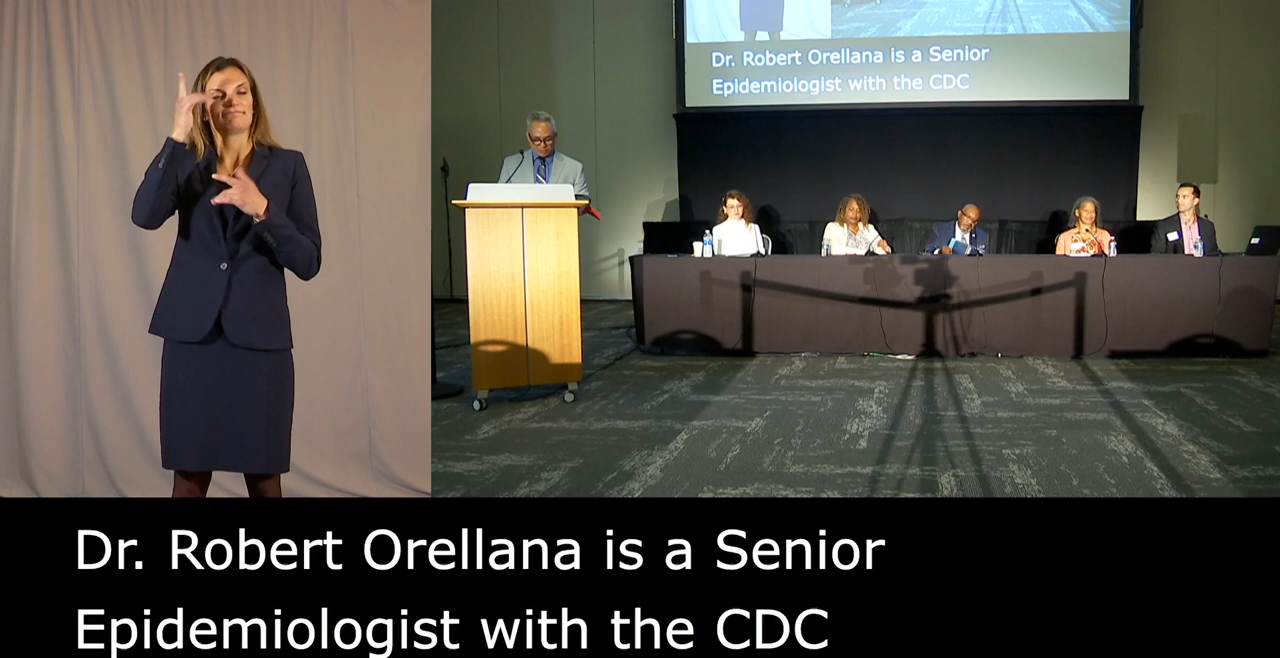 Dr. Robert Orellana is a Senior
Epidemiologist with the CDC
Dr. Robert Orellana is a Senior
Epidemiologist with the CDC